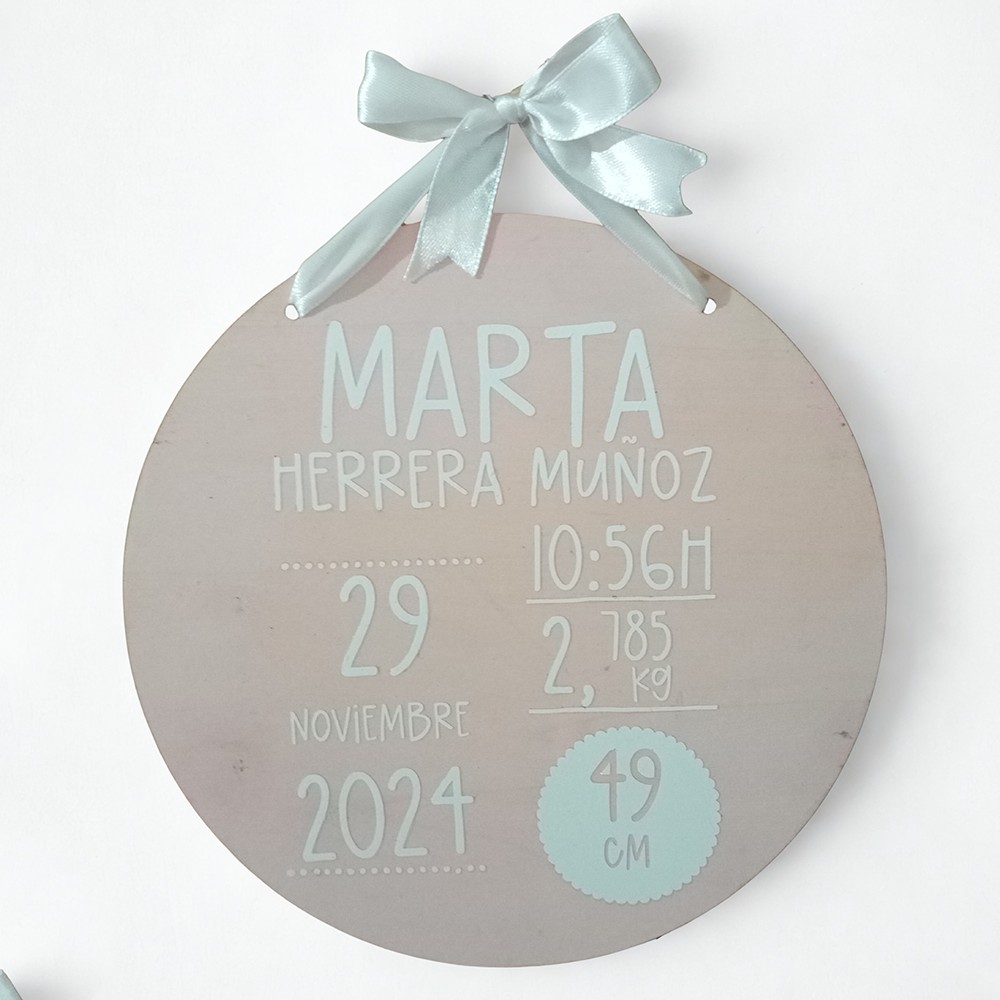 MARTA
HERRERA MUÑOZ
29
NOVIEMBRE
2024
10:56H
2,785
kg
49
CM